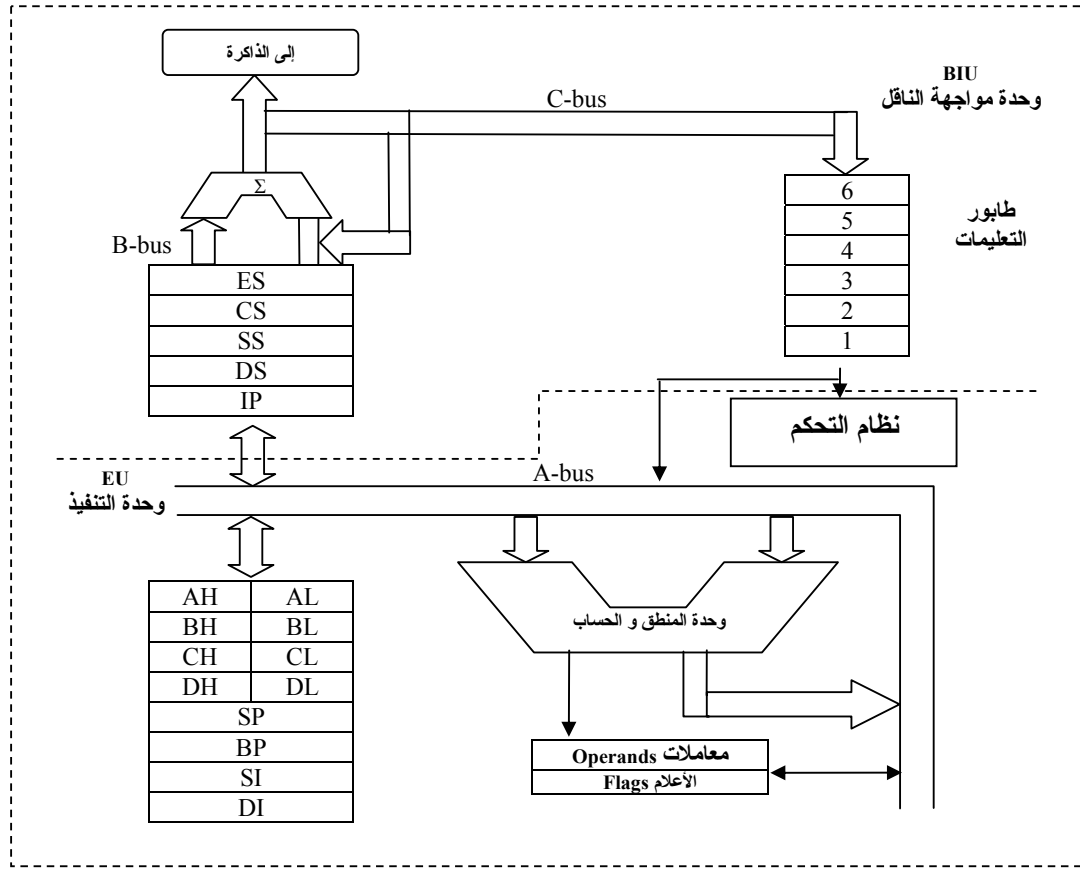 إلى الذاكرة
BIU
وحدة مواجهة الناقل
C-bus
Σ
B-bus
6
5
4
3
2
1
طابور
التعليمات
ES
CS
SS
DS
IP
نظام التحكم
EU
وحدة التنفيذ
A-bus
AH AL
BH BL
CH CL
DH DL
SP
BP
SI
DI
وحدة المنطق و الحساب
معاملات Operands
الأعلام Flags